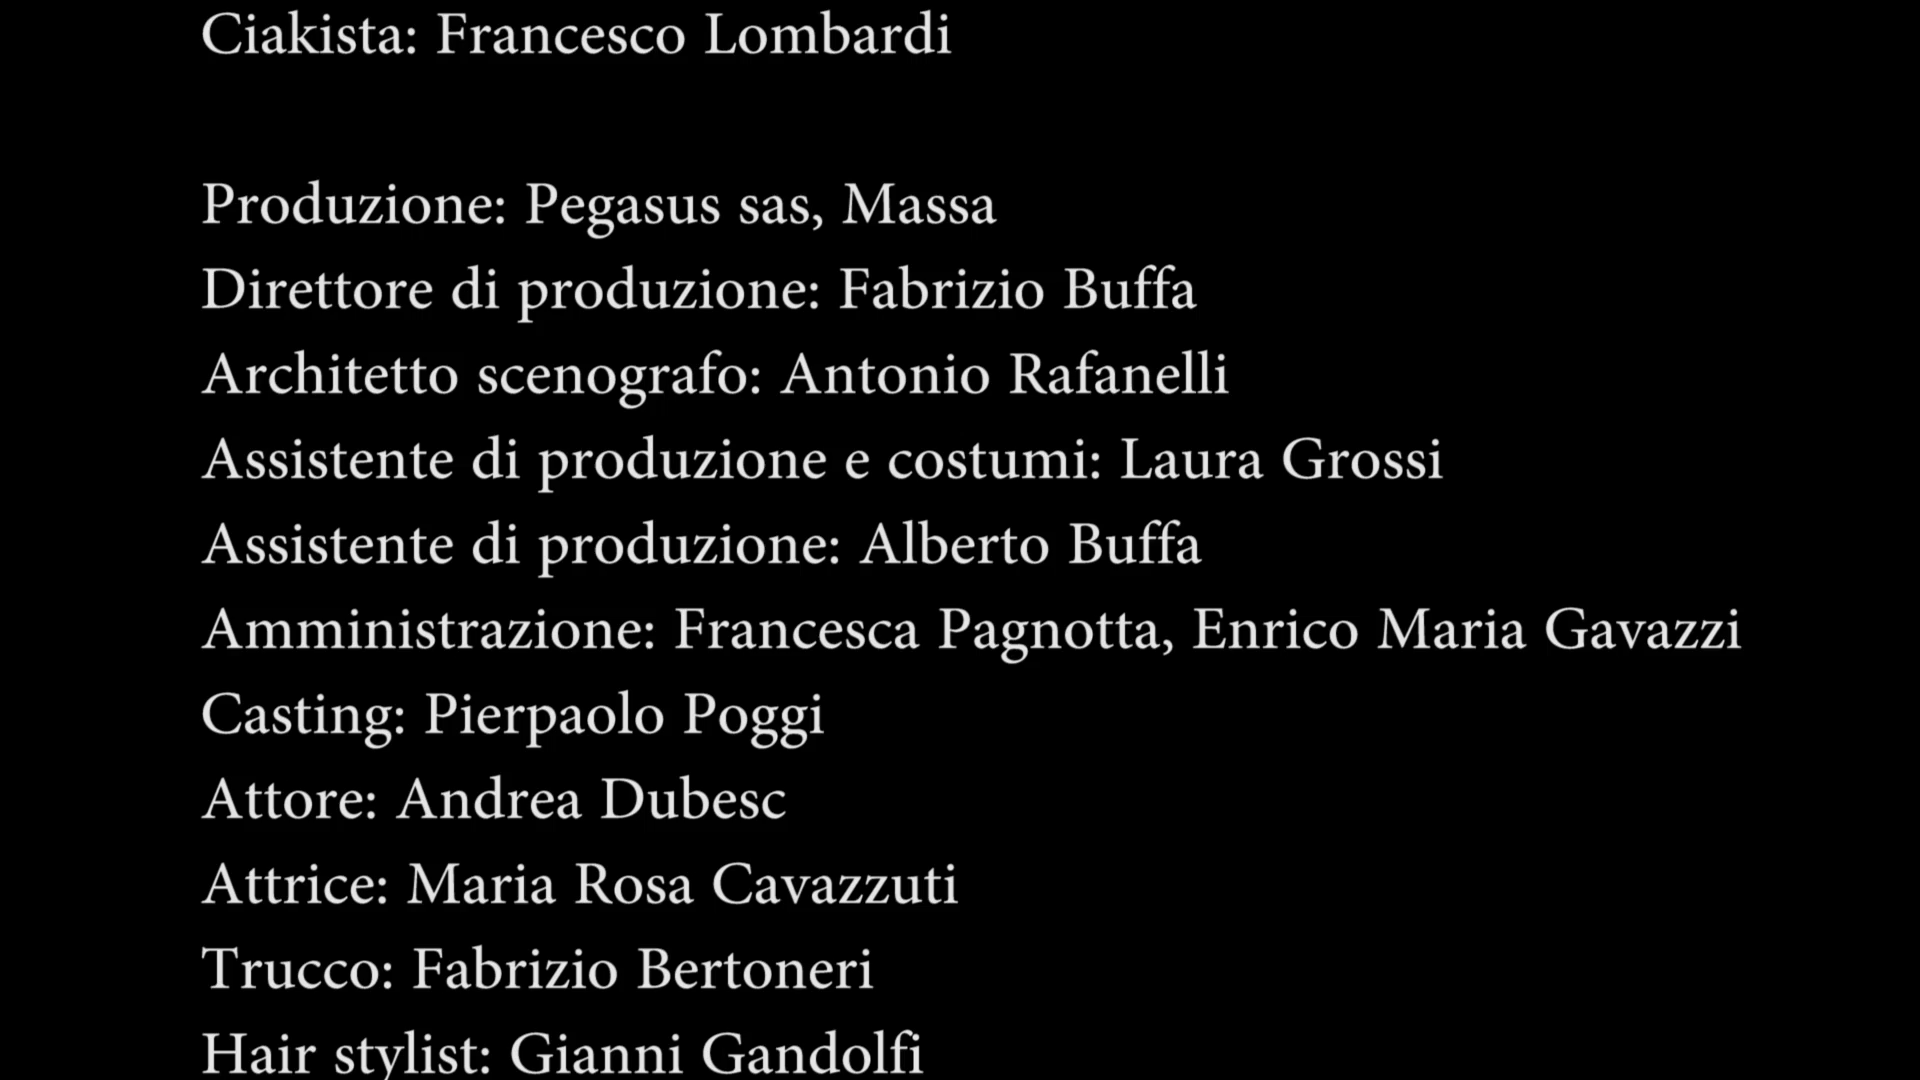 Ciakista: Francesco Lombardi
Produzione: Pegasus sas, Massa
Direttore di produzione: Fabrizio Buffa
Architetto scenografo: Antonio Rafanelli
Assistente di produzione e costumi: Laura Grossi
Assistente di produzione: Alberto Buffa
Amministrazione: Francesca Pagnotta, Enrico Maria Gavazzi
Casting: Pierpaolo Poggi
Attore: Andrea Dubesc
Attrice: Maria Rosa Cavazzuti
Trucco: Fabrizio Bertoneri
Hair stylist: Gianni Gandolfi